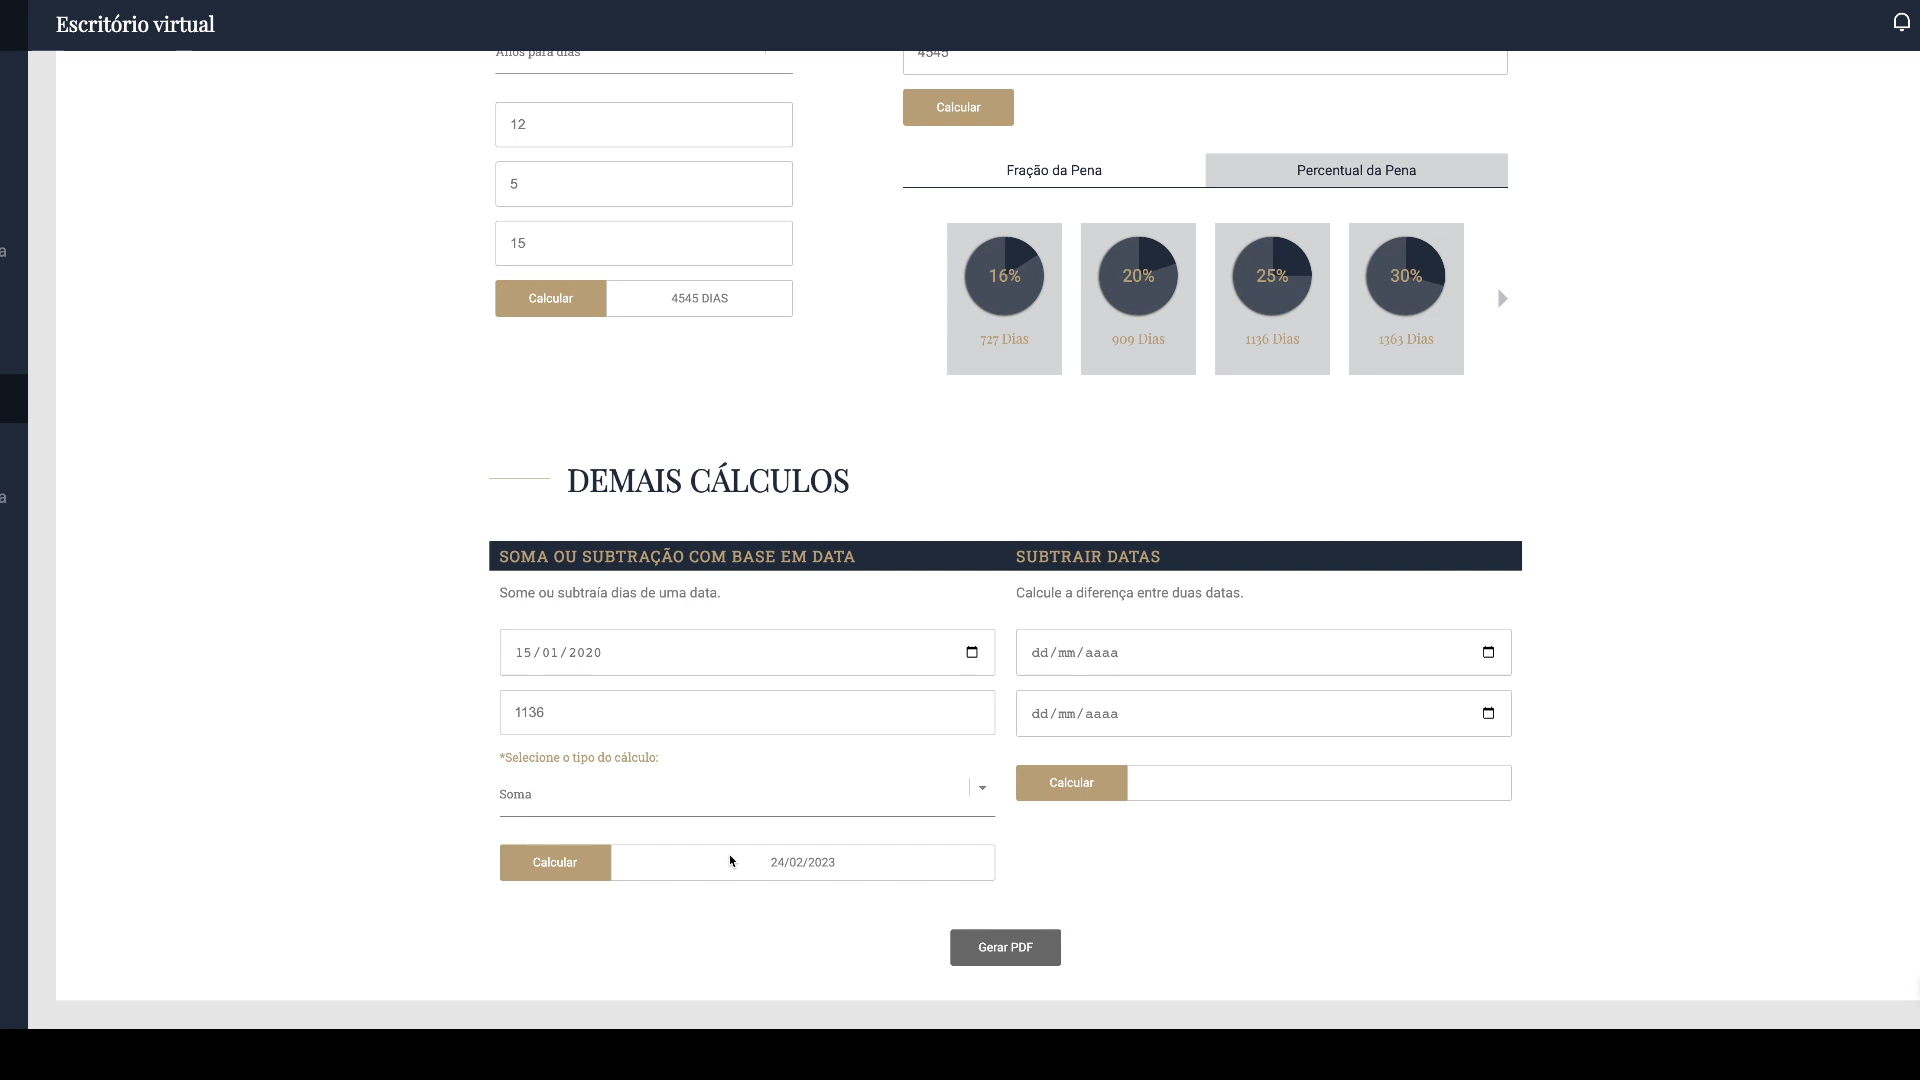 Escritório virtual
Anos para dias
12
5
15
Calcular
4545 DIAS
4545
Calcular
Fração da Pena
Percentual da Pena
16%
727 Dias
20%
909 Dias
25%
1136 Dias
30%
1363 Dias
a
a
DEMAIS CÁLCULOS
SOMA OU SUBTRAÇÃO COM BASE EM DATA
Some ou subtraía dias de uma data.
15/01/2020
1136
*Selecione o tipo do cálculo:
Soma
Calcular
24/02/2023
SUBTRAIR DATAS
Calcule a diferença entre duas datas.
dd/mm/aaaa
dd/mm/aaaa
Calcular
Gerar PDF